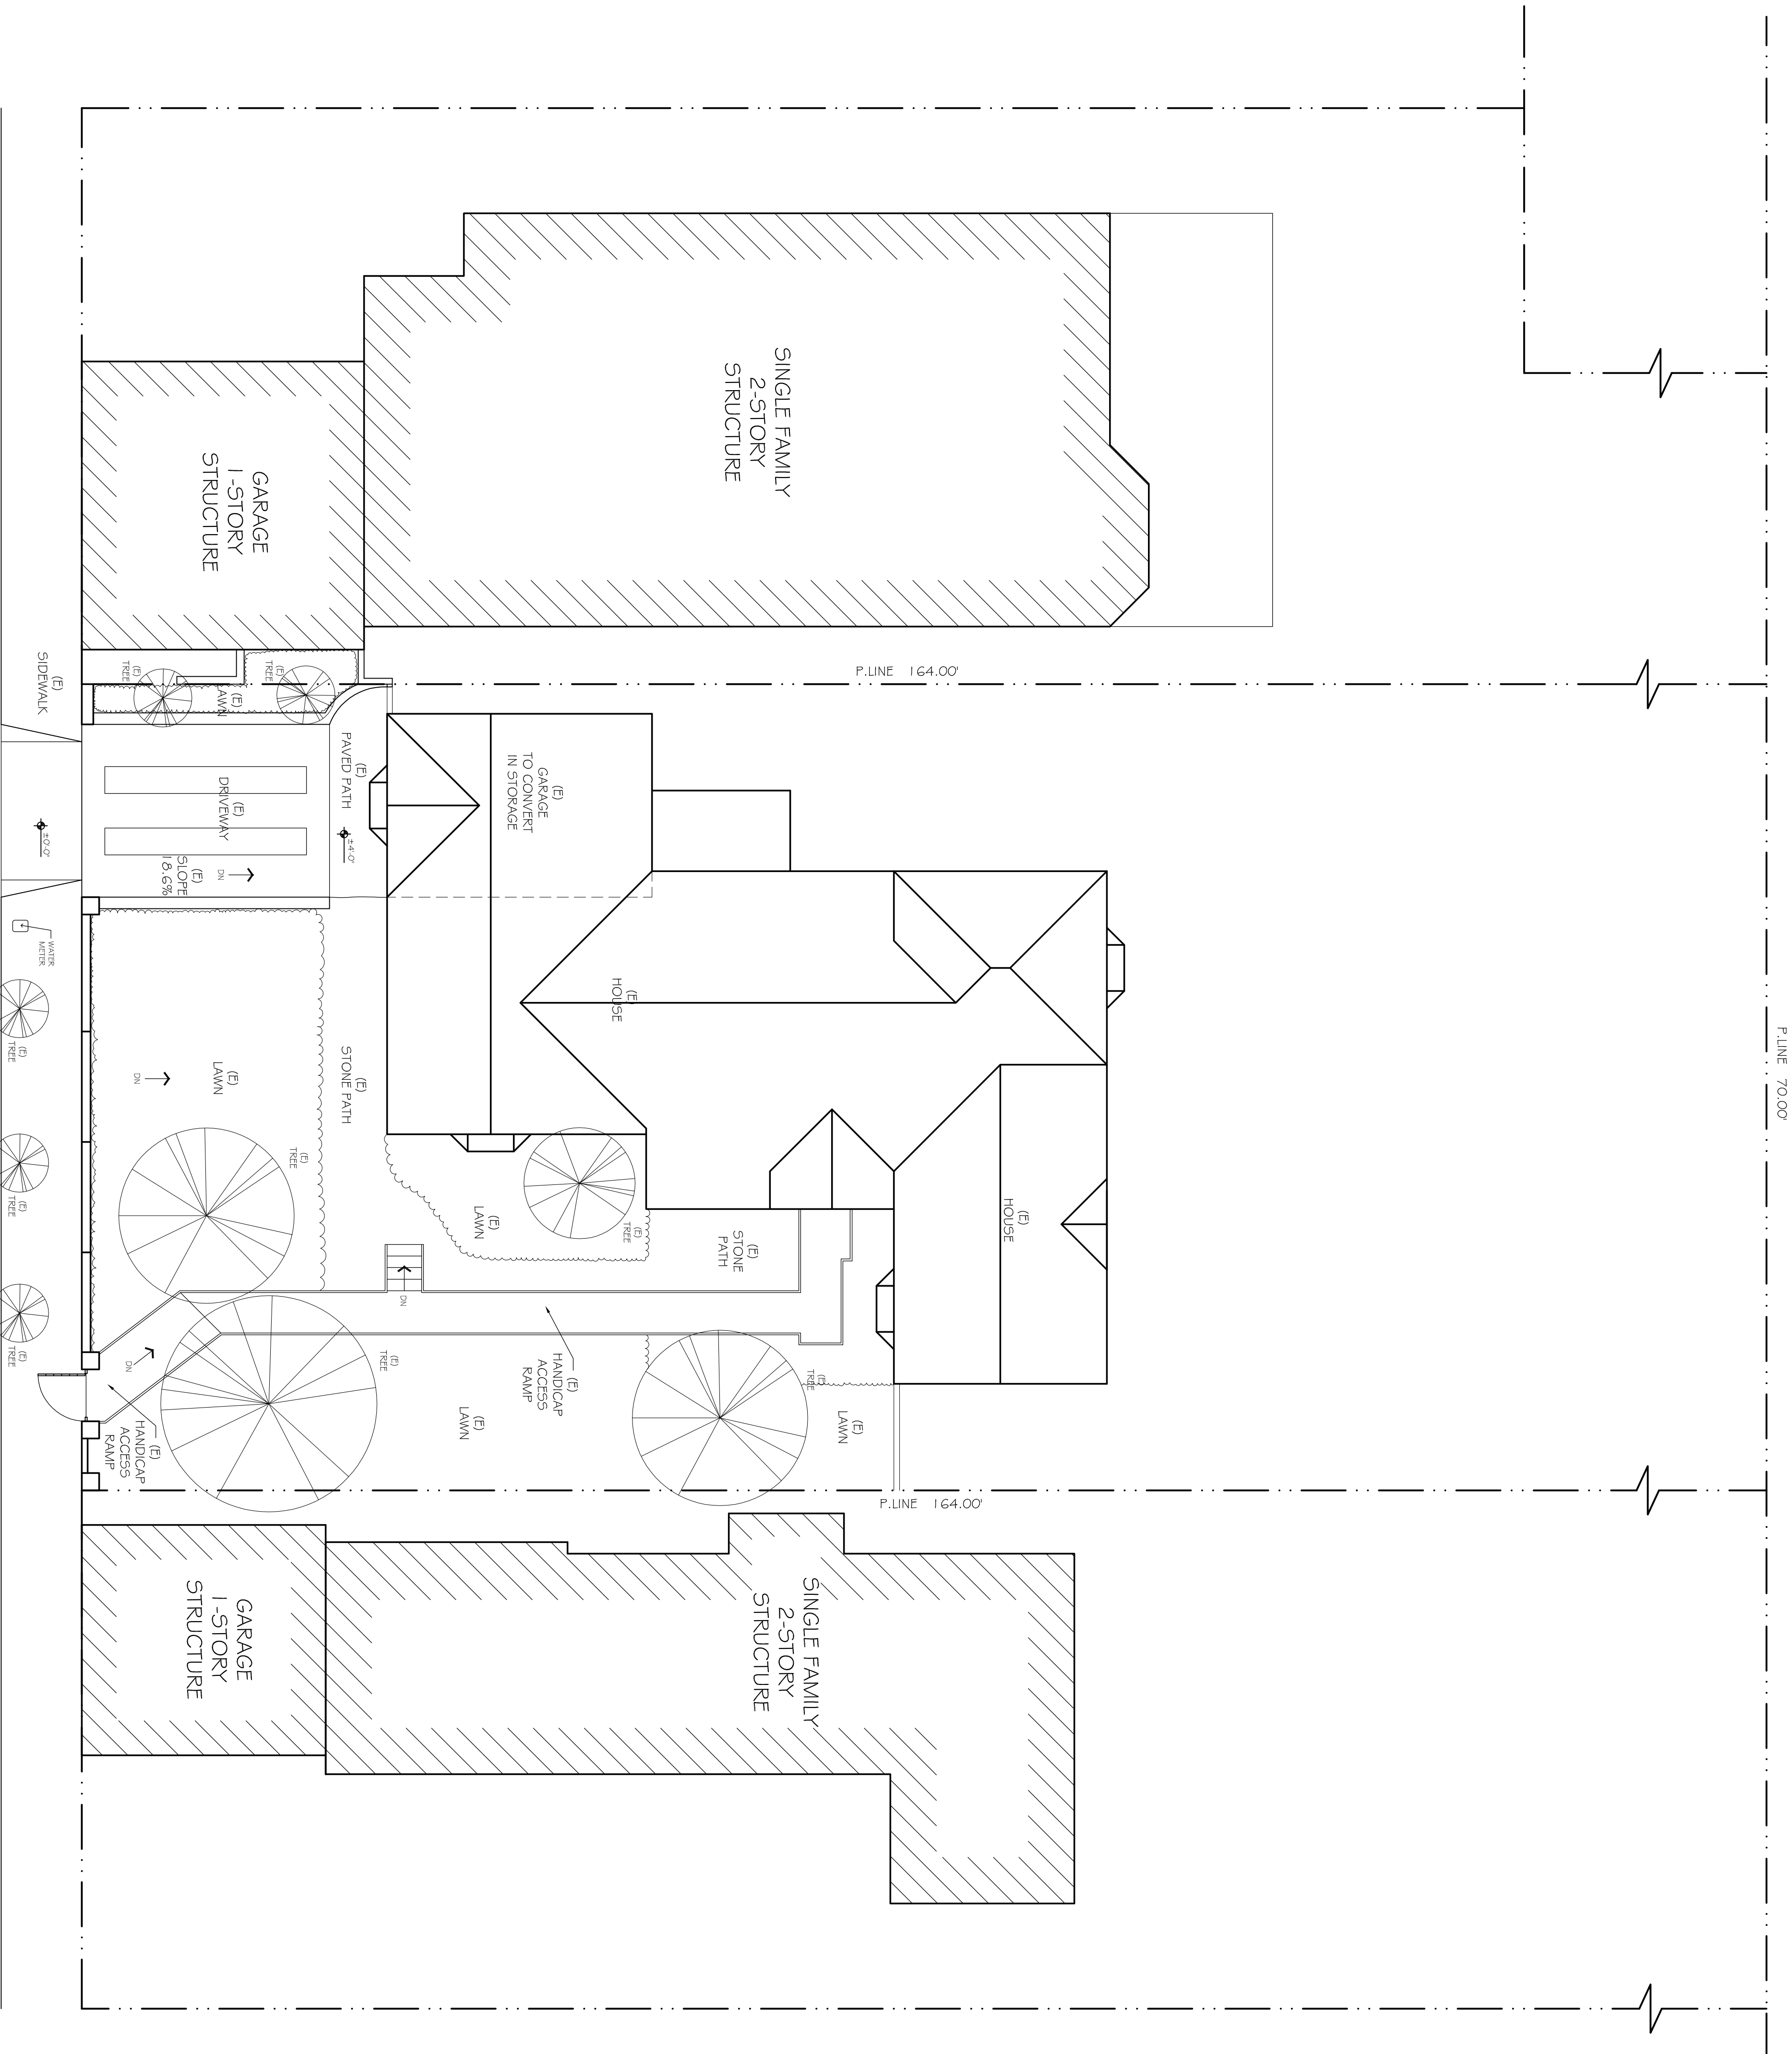 P.LINE 70.00'
SINGLE FAMILY
2-STORY
STRUCTURE
GARAGE
1-STORY
STRUCTURE
P.LINE 164.00'
(E)
SIDEWALK
(E)
TREE
(E)
TREE
(E)
LAWN
(E)
PAVED PATH
±4'-0"
(E)
GARAGE
TO CONVERT
IN STORAGE
(E)
DRIVEWAY
(E)
SLOPE
18.6%
DN
±0'-0"
WATER
METER
(E)
HOUSE
(E)
TREE
(E)
LAWN
DN
(E)
STONE PATH
(E)
TREE
(E)
TREE
(E)
LAWN
(E)
TREE
(E)
STONE
PATH
(E)
HOUSE
DN
(E)
TREE
DN
(E)
TREE
(E)
HANDICAP
ACCESS
RAMP
(E)
TREE
(E)
LAWN
(E)
LAWN
(E)
HANDICAP
ACCESS
RAMP
P.LINE 164.00'
SINGLE FAMILY
2-STORY
STRUCTURE
GARAGE
1-STORY
STRUCTURE